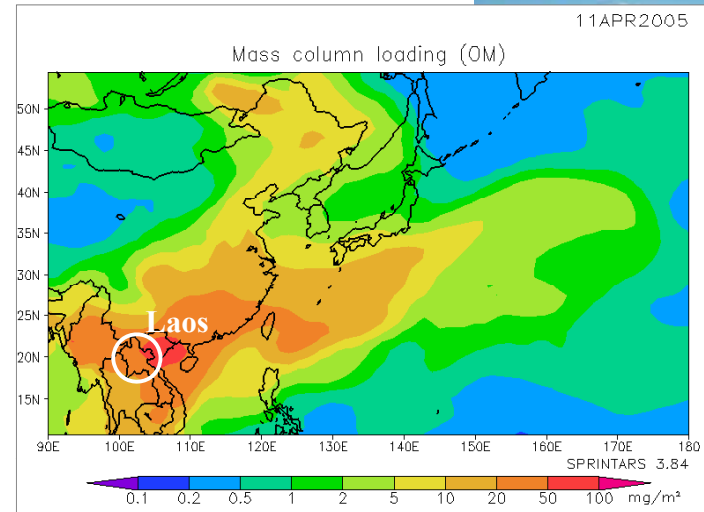 11APR2005
Mass column loading (OM)
50N
45N
40N
35N
30N
25N
Laos
20N
15N
90E 100E 110E 120E 130E 140E 150E 160E 170E 180
SPRINTARS 3.84
0.1 0.2 0.5 1 2 5 10 20 50 100 mg/m²